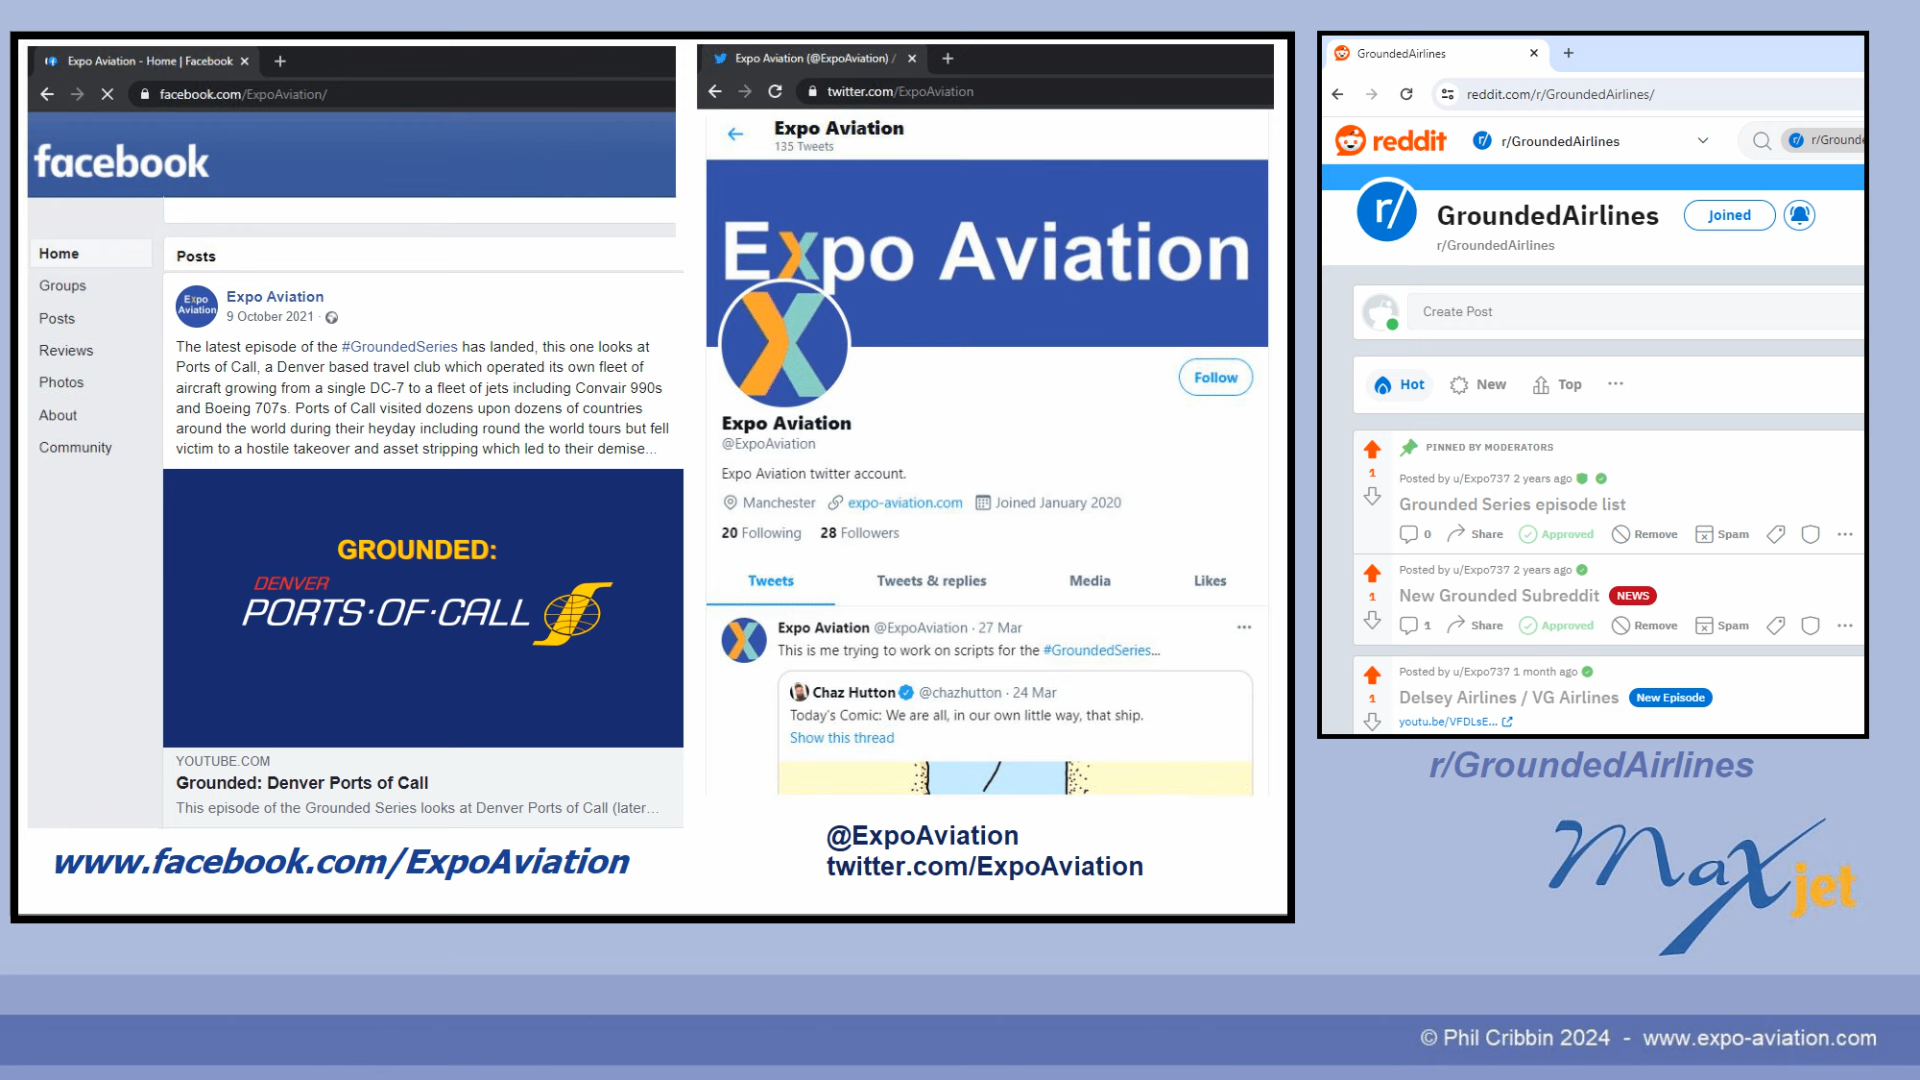 Expo Aviation - Home | Facebook
facebook.com/ExpoAviation/
facebook
Home
Groups
Posts
Reviews
Photos
About
Community
Posts
Expo Aviation
Expo Aviation
9 October 2021 ·
The latest episode of the #GroundedSeries has landed, this one looks at
Ports of Call, a Denver based travel club which operated its own fleet of
aircraft growing from a single DC-7 to a fleet of jets including Convair 990s
and Boeing 707s. Ports of Call visited dozens upon dozens of countries
around the world during their heyday including round the world tours but fell
victim to a hostile takeover and asset stripping which led to their demise...
GROUNDED:
DENVER
PORTS·OF·CALL
YOUTUBE.COM
Grounded: Denver Ports of Call
This episode of the Grounded Series looks at Denver Ports of Call (later...
www.facebook.com/ExpoAviation
Expo Aviation (@ExpoAviation) /
twitter.com/ExpoAviation
Expo Aviation
135 Tweets
Expo Aviation
X
Follow
Expo Aviation
@ExpoAviation
Expo Aviation twitter account.
Manchester expo-aviation.com Joined January 2020
20 Following 28 Followers
Tweets Tweets & replies Media Likes
Expo Aviation @ExpoAviation · 27 Mar
This is me trying to work on scripts for the #GroundedSeries...
Chaz Hutton @chazhutton · 24 Mar
Today's Comic: We are all, in our own little way, that ship.
Show this thread
@ExpoAviation
twitter.com/ExpoAviation
GroundedAirlines
reddit.com/r/GroundedAirlines/
reddit r/ r/GroundedAirlines r/ r/Grounde
r/
GroundedAirlines Joined
r/GroundedAirlines
Create Post
Hot New Top ...
PINNED BY MODERATORS
Posted by u/Expo737 2 years ago
1
Grounded Series episode list
0 Share Approved Remove Spam ...
Posted by u/Expo737 2 years ago
1
New Grounded Subreddit NEWS
1 Share Approved Remove Spam ...
Posted by u/Expo737 1 month ago
1
Delsey Airlines / VG Airlines New Episode
youtu.be/VFDLsE...
r/GroundedAirlines
Maxjet
© Phil Cribbin 2024 - www.expo-aviation.com